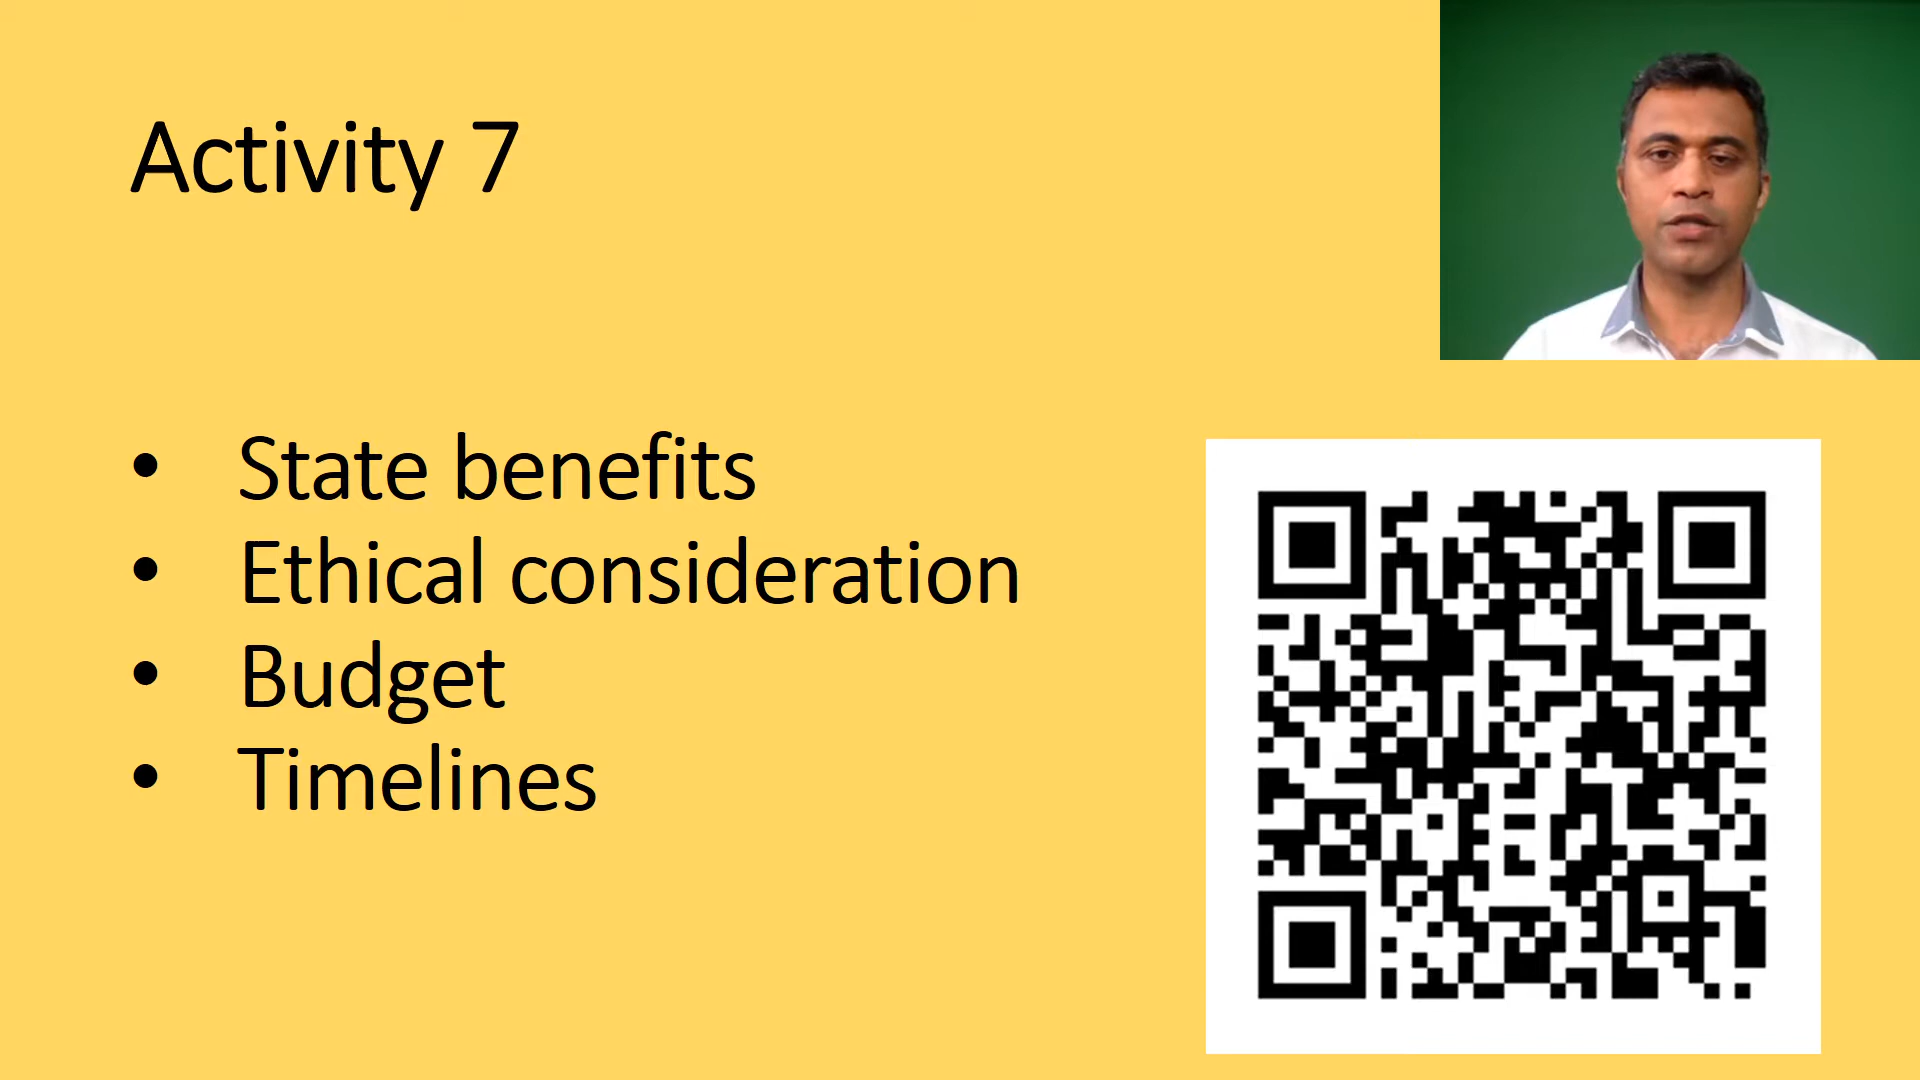 Activity 7
• State benefits
• Ethical consideration
• Budget
• Timelines